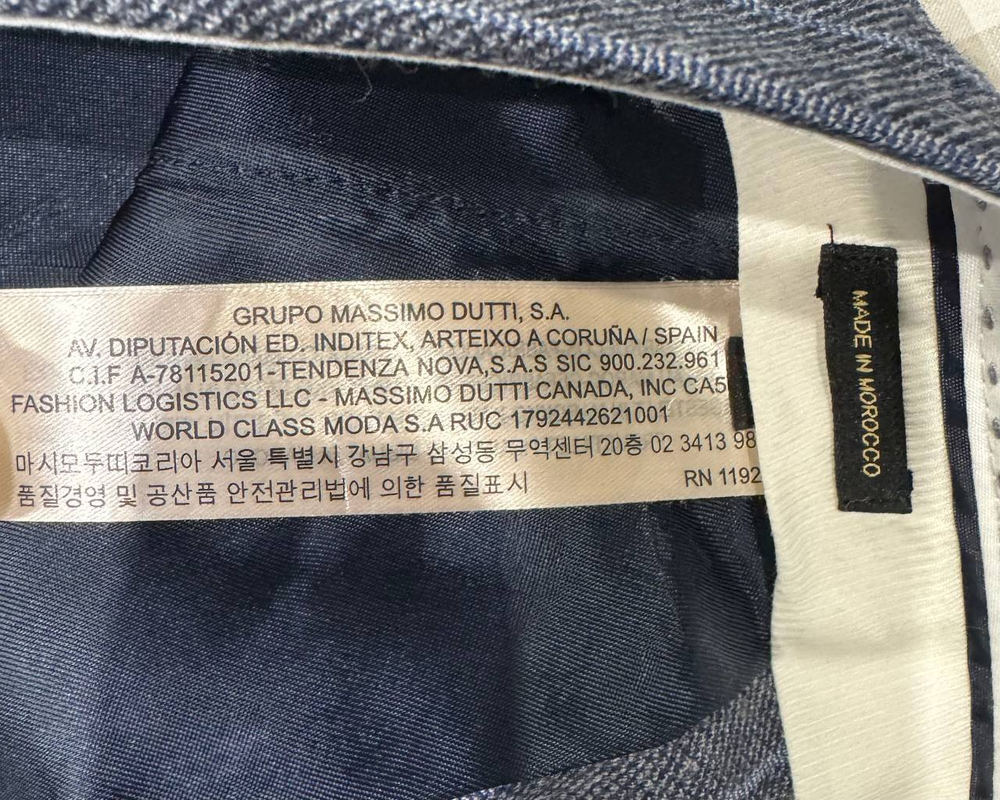 GRUPO MASSIMO DUTTI, S.A.
AV. DIPUTACIÓN ED. INDITEX, ARTEIXO A CORUÑA / SPAIN
C.I.F A-78115201-TENDENZA NOVA,S.A.S SIC 900.232.961
FASHION LOGISTICS LLC - MASSIMO DUTTI CANADA, INC CA5
WORLD CLASS MODA S.A RUC 1792442621001
마시모두띠코리아 서울 특별시 강남구 삼성동 무역센터 20층 02 3413 98
품질경영 및 공산품 안전관리법에 의한 품질표시
RN 1192
MADE IN MOROCCO